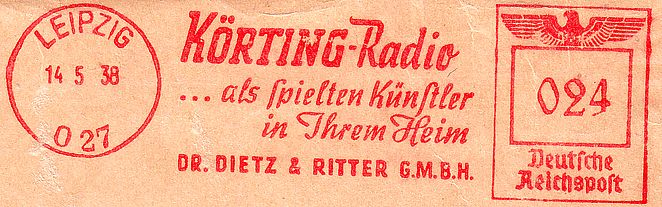 LEIPZIG
14 5 38
O 27
KÖRTING-Radio
... als ſpielten Künſtler
in Ihrem Heim
DR. DIETZ & RITTER G.M.B.H.
024
Deutſche
Reichspoſt